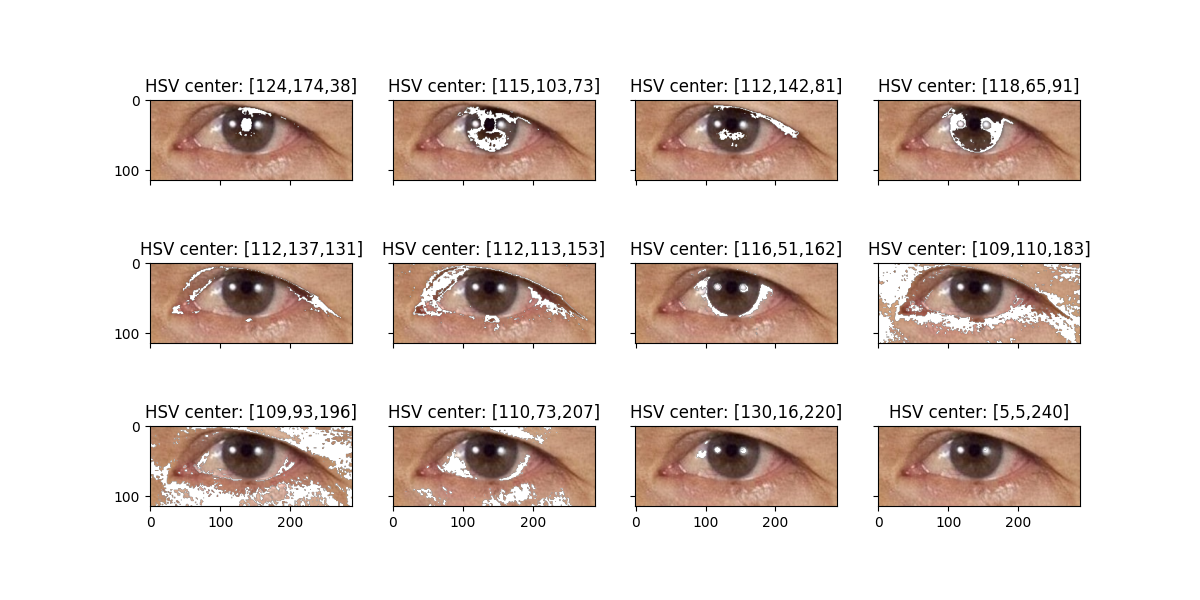 HSV center: [124,174,38] HSV center: [115,103,73] HSV center: [112,142,81] HSV center: [118,65,91]
0
100
HSV center: [112,137,131] HSV center: [112,113,153] HSV center: [116,51,162] HSV center: [109,110,183]
0
100
HSV center: [109,93,196] HSV center: [110,73,207] HSV center: [130,16,220] HSV center: [5,5,240]
0
100
0 100 200 0 100 200 0 100 200 0 100 200